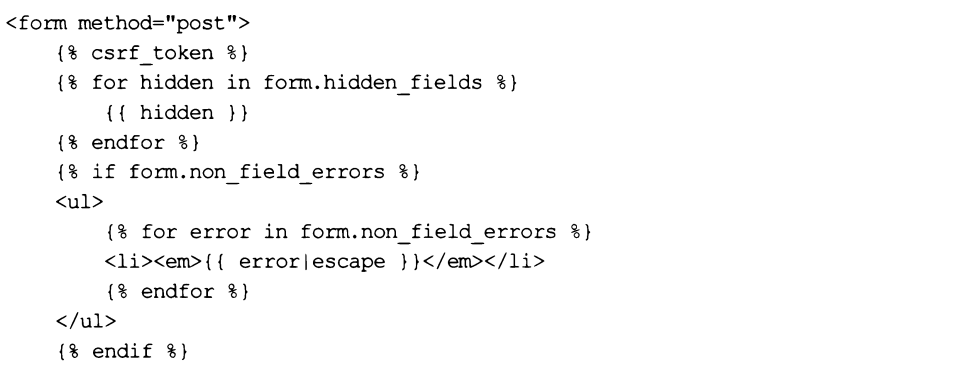 <form method="post">
    {% csrf_token %}
    {% for hidden in form.hidden_fields %}
        {{ hidden }}
    {% endfor %}
    {% if form.non_field_errors %}
    <ul>
        {% for error in form.non_field_errors %}
        <li><em>{{ error|escape }}</em></li>
        {% endfor %}
    </ul>
    {% endif %}